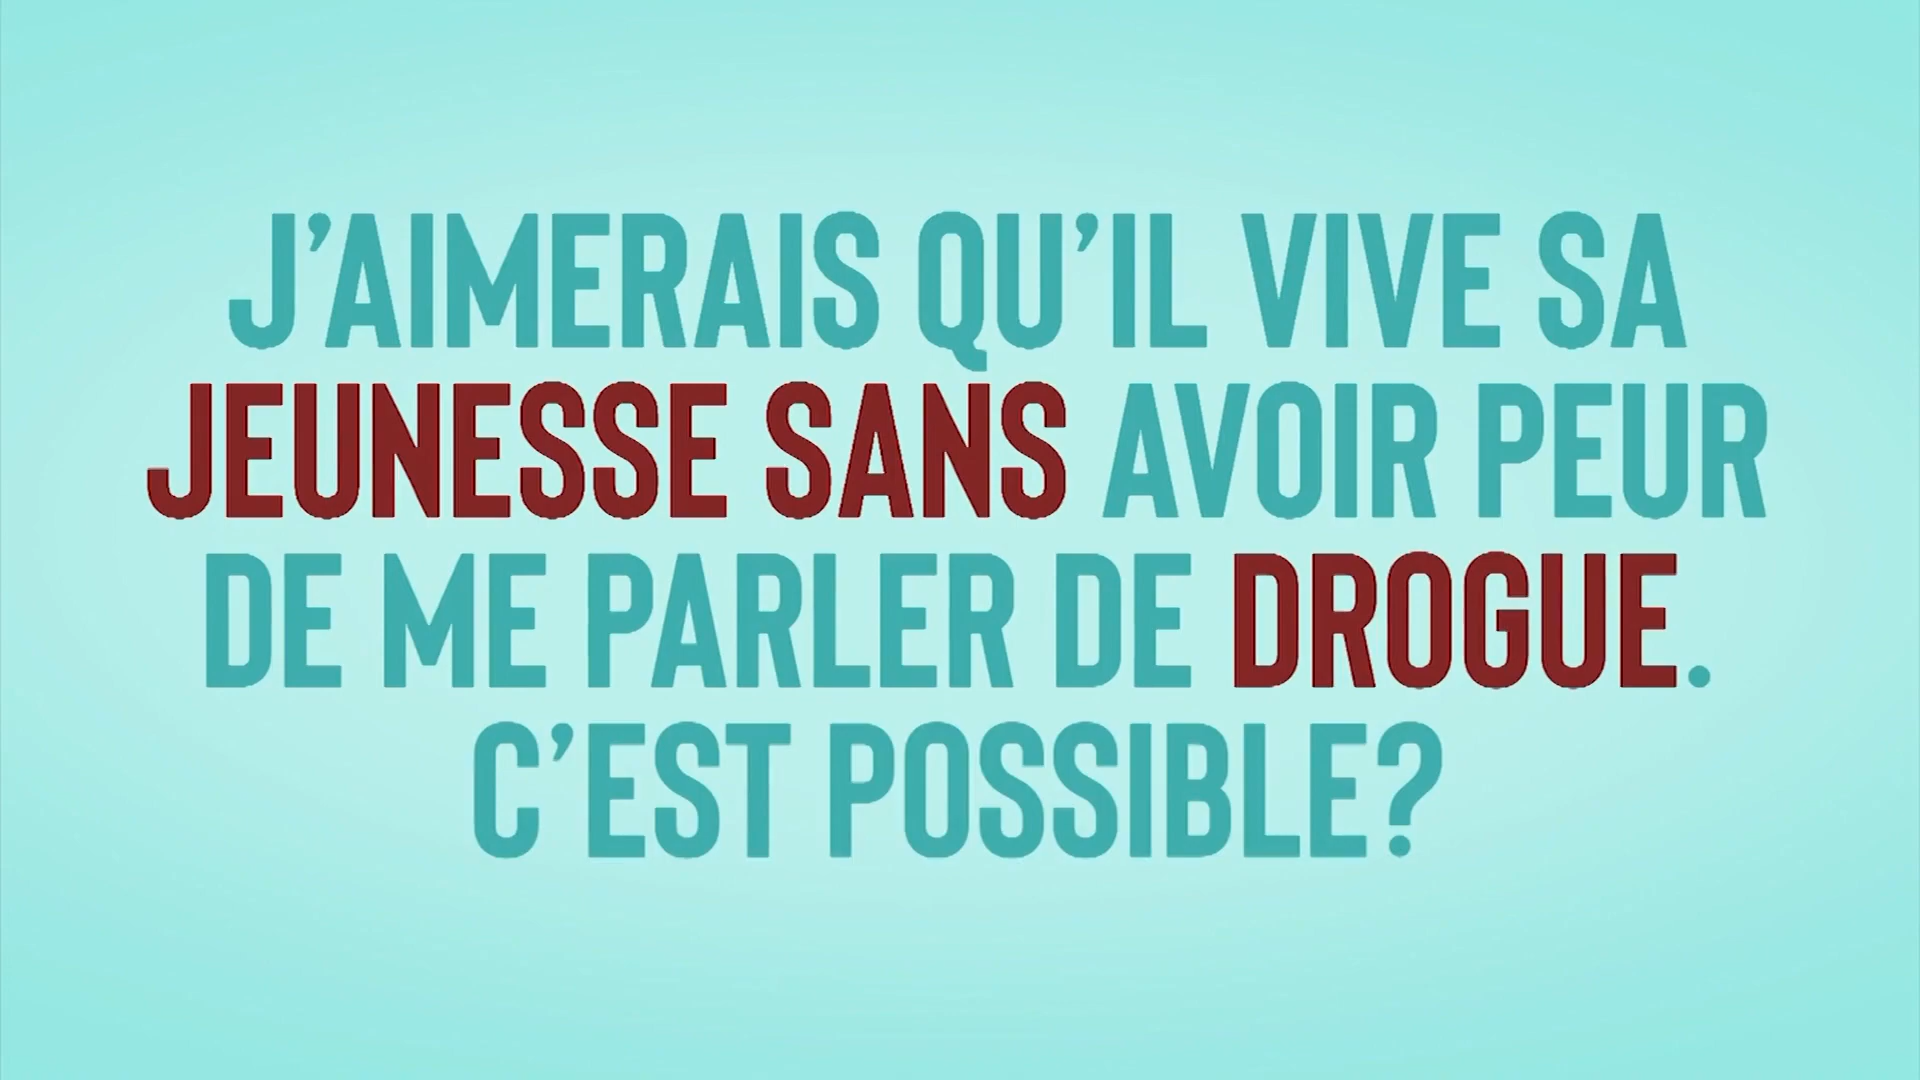 J’AIMERAIS QU’IL VIVE SA
JEUNESSE SANS AVOIR PEUR
DE ME PARLER DE DROGUE.
C’EST POSSIBLE?